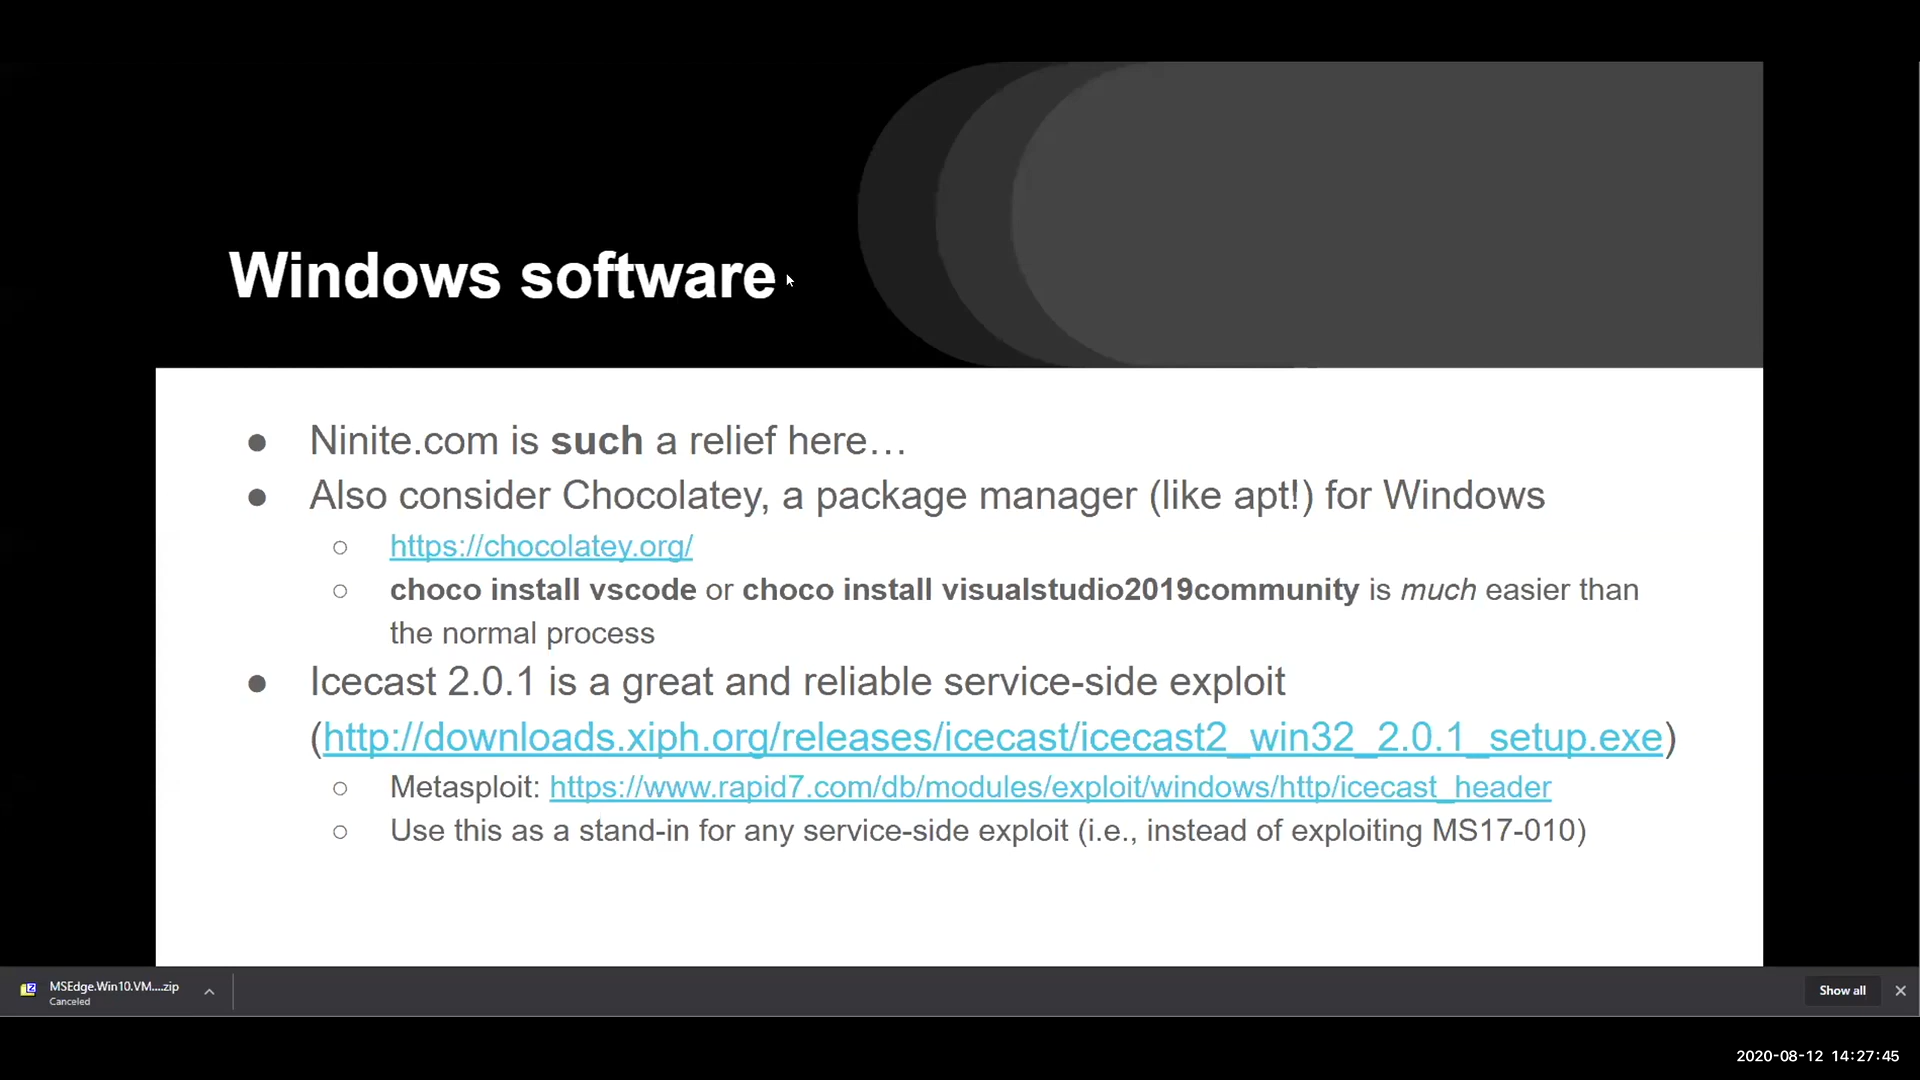 Windows software
● Ninite.com is such a relief here…
● Also consider Chocolatey, a package manager (like apt!) for Windows
○ https://chocolatey.org/
○ choco install vscode or choco install visualstudio2019community is much easier than
the normal process
● Icecast 2.0.1 is a great and reliable service-side exploit
(http://downloads.xiph.org/releases/icecast/icecast2_win32_2.0.1_setup.exe)
○ Metasploit: https://www.rapid7.com/db/modules/exploit/windows/http/icecast_header
○ Use this as a stand-in for any service-side exploit (i.e., instead of exploiting MS17-010)
MSEdge.Win10.VM....zip
Canceled
Show all
2020-08-12 14:27:45